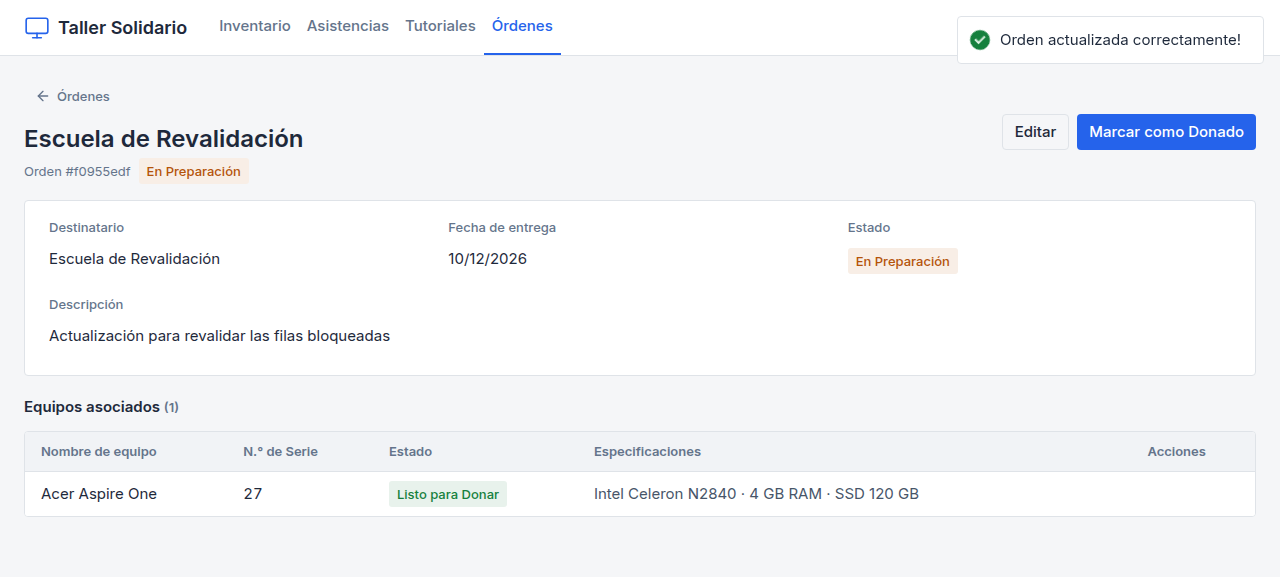 Taller Solidario
Inventario Asistencias Tutoriales Órdenes
Orden actualizada correctamente!
Órdenes
Escuela de Revalidación
Editar Marcar como Donado
Orden #f0955edf En Preparación
Destinatario Fecha de entrega Estado
Escuela de Revalidación 10/12/2026 En Preparación
Descripción
Actualización para revalidar las filas bloqueadas
Equipos asociados (1)
Nombre de equipo N.º de Serie Estado Especificaciones Acciones
Acer Aspire One 27 Listo para Donar Intel Celeron N2840 · 4 GB RAM · SSD 120 GB